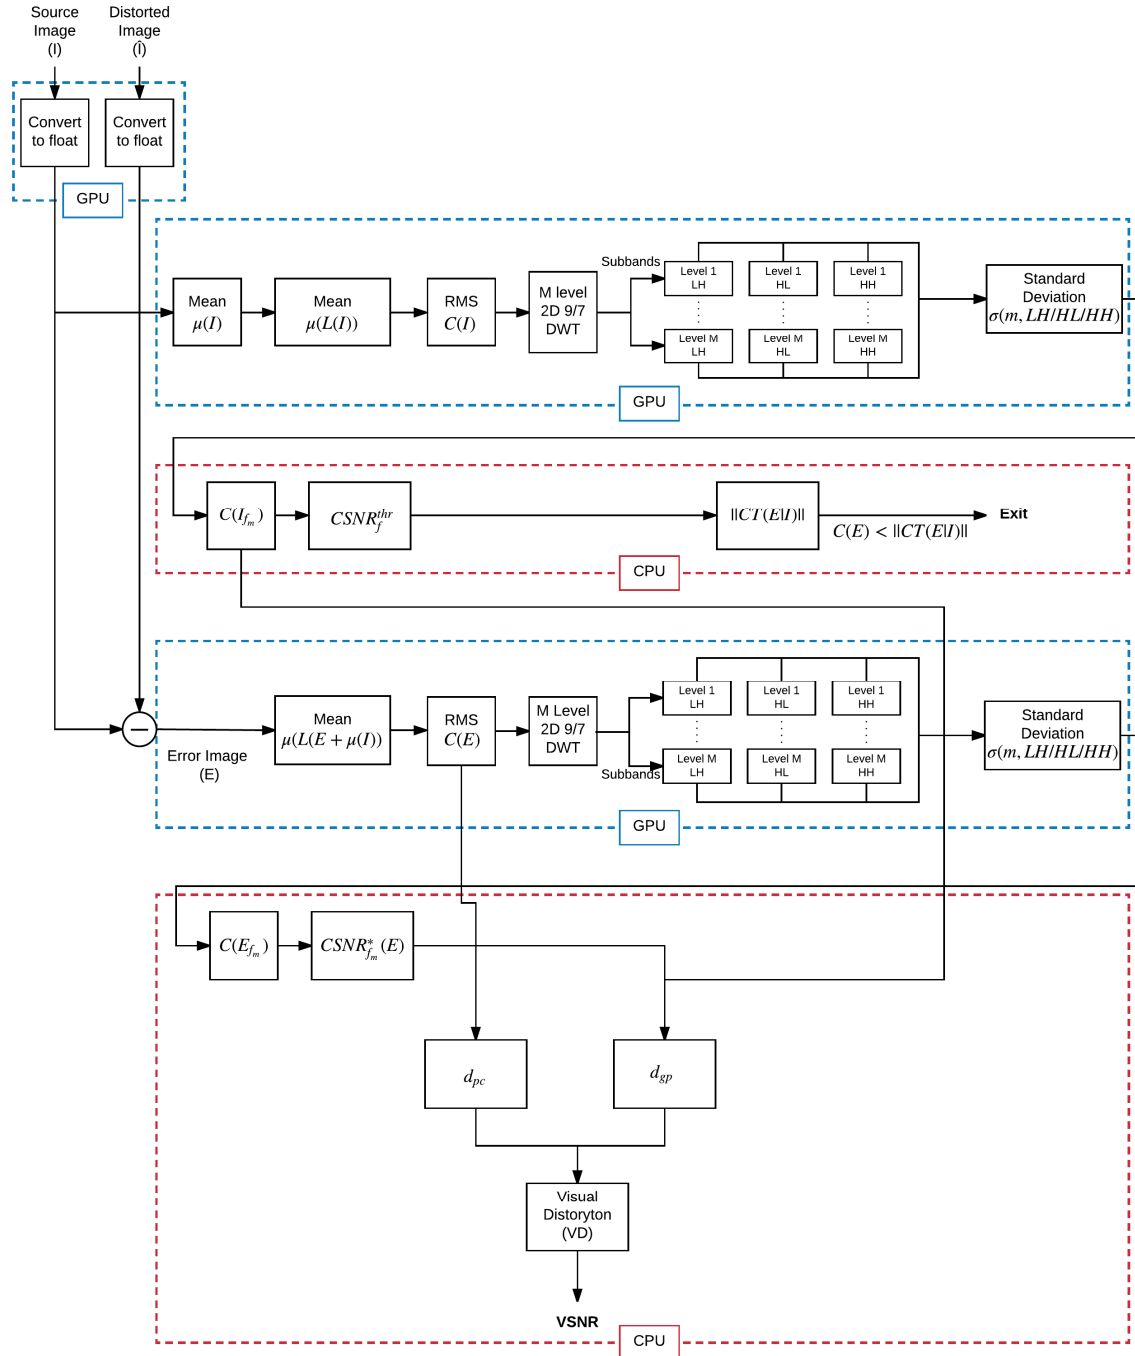 Source
Image
(I)
Distorted
Image
(Î)
Convert
to float
Convert
to float
GPU
Mean
μ(I)
Mean
μ(L(I))
RMS
C(I)
M level
2D 9/7
DWT
Subbands
Level 1
LH
Level 1
HL
Level 1
HH
Level M
LH
Level M
HL
Level M
HH
Standard
Deviation
σ(m, LH/HL/HH)
GPU
C(I_{f_m})
CSNR_f^{thr}
||CT(E|I)||
C(E) < ||CT(E|I)||
Exit
CPU
Error Image
(E)
Mean
μ(L(E + μ(I))
RMS
C(E)
M Level
2D 9/7
DWT
Subbands
Level 1
LH
Level 1
HL
Level 1
HH
Level M
LH
Level M
HL
Level M
HH
Standard
Deviation
σ(m, LH/HL/HH)
GPU
C(E_{f_m})
CSNR^*_{f_m}(E)
d_{pc}
d_{gp}
Visual
Distoryton
(VD)
VSNR
CPU